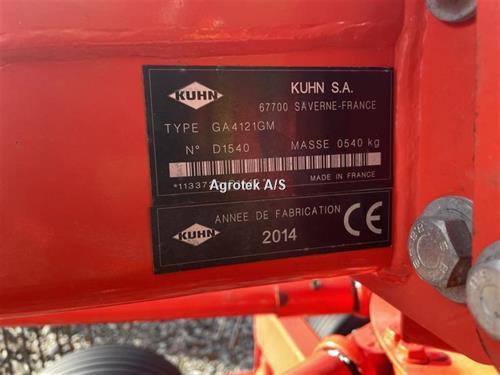 KUHN
KUHN S.A.
67700 SAVERNE-FRANCE
TYPE GA4121GM
N° D1540 MASSE 0540 kg
MADE IN FRANCE
Agrotek A/S
KUHN
ANNEE DE FABRICATION
2014
CE